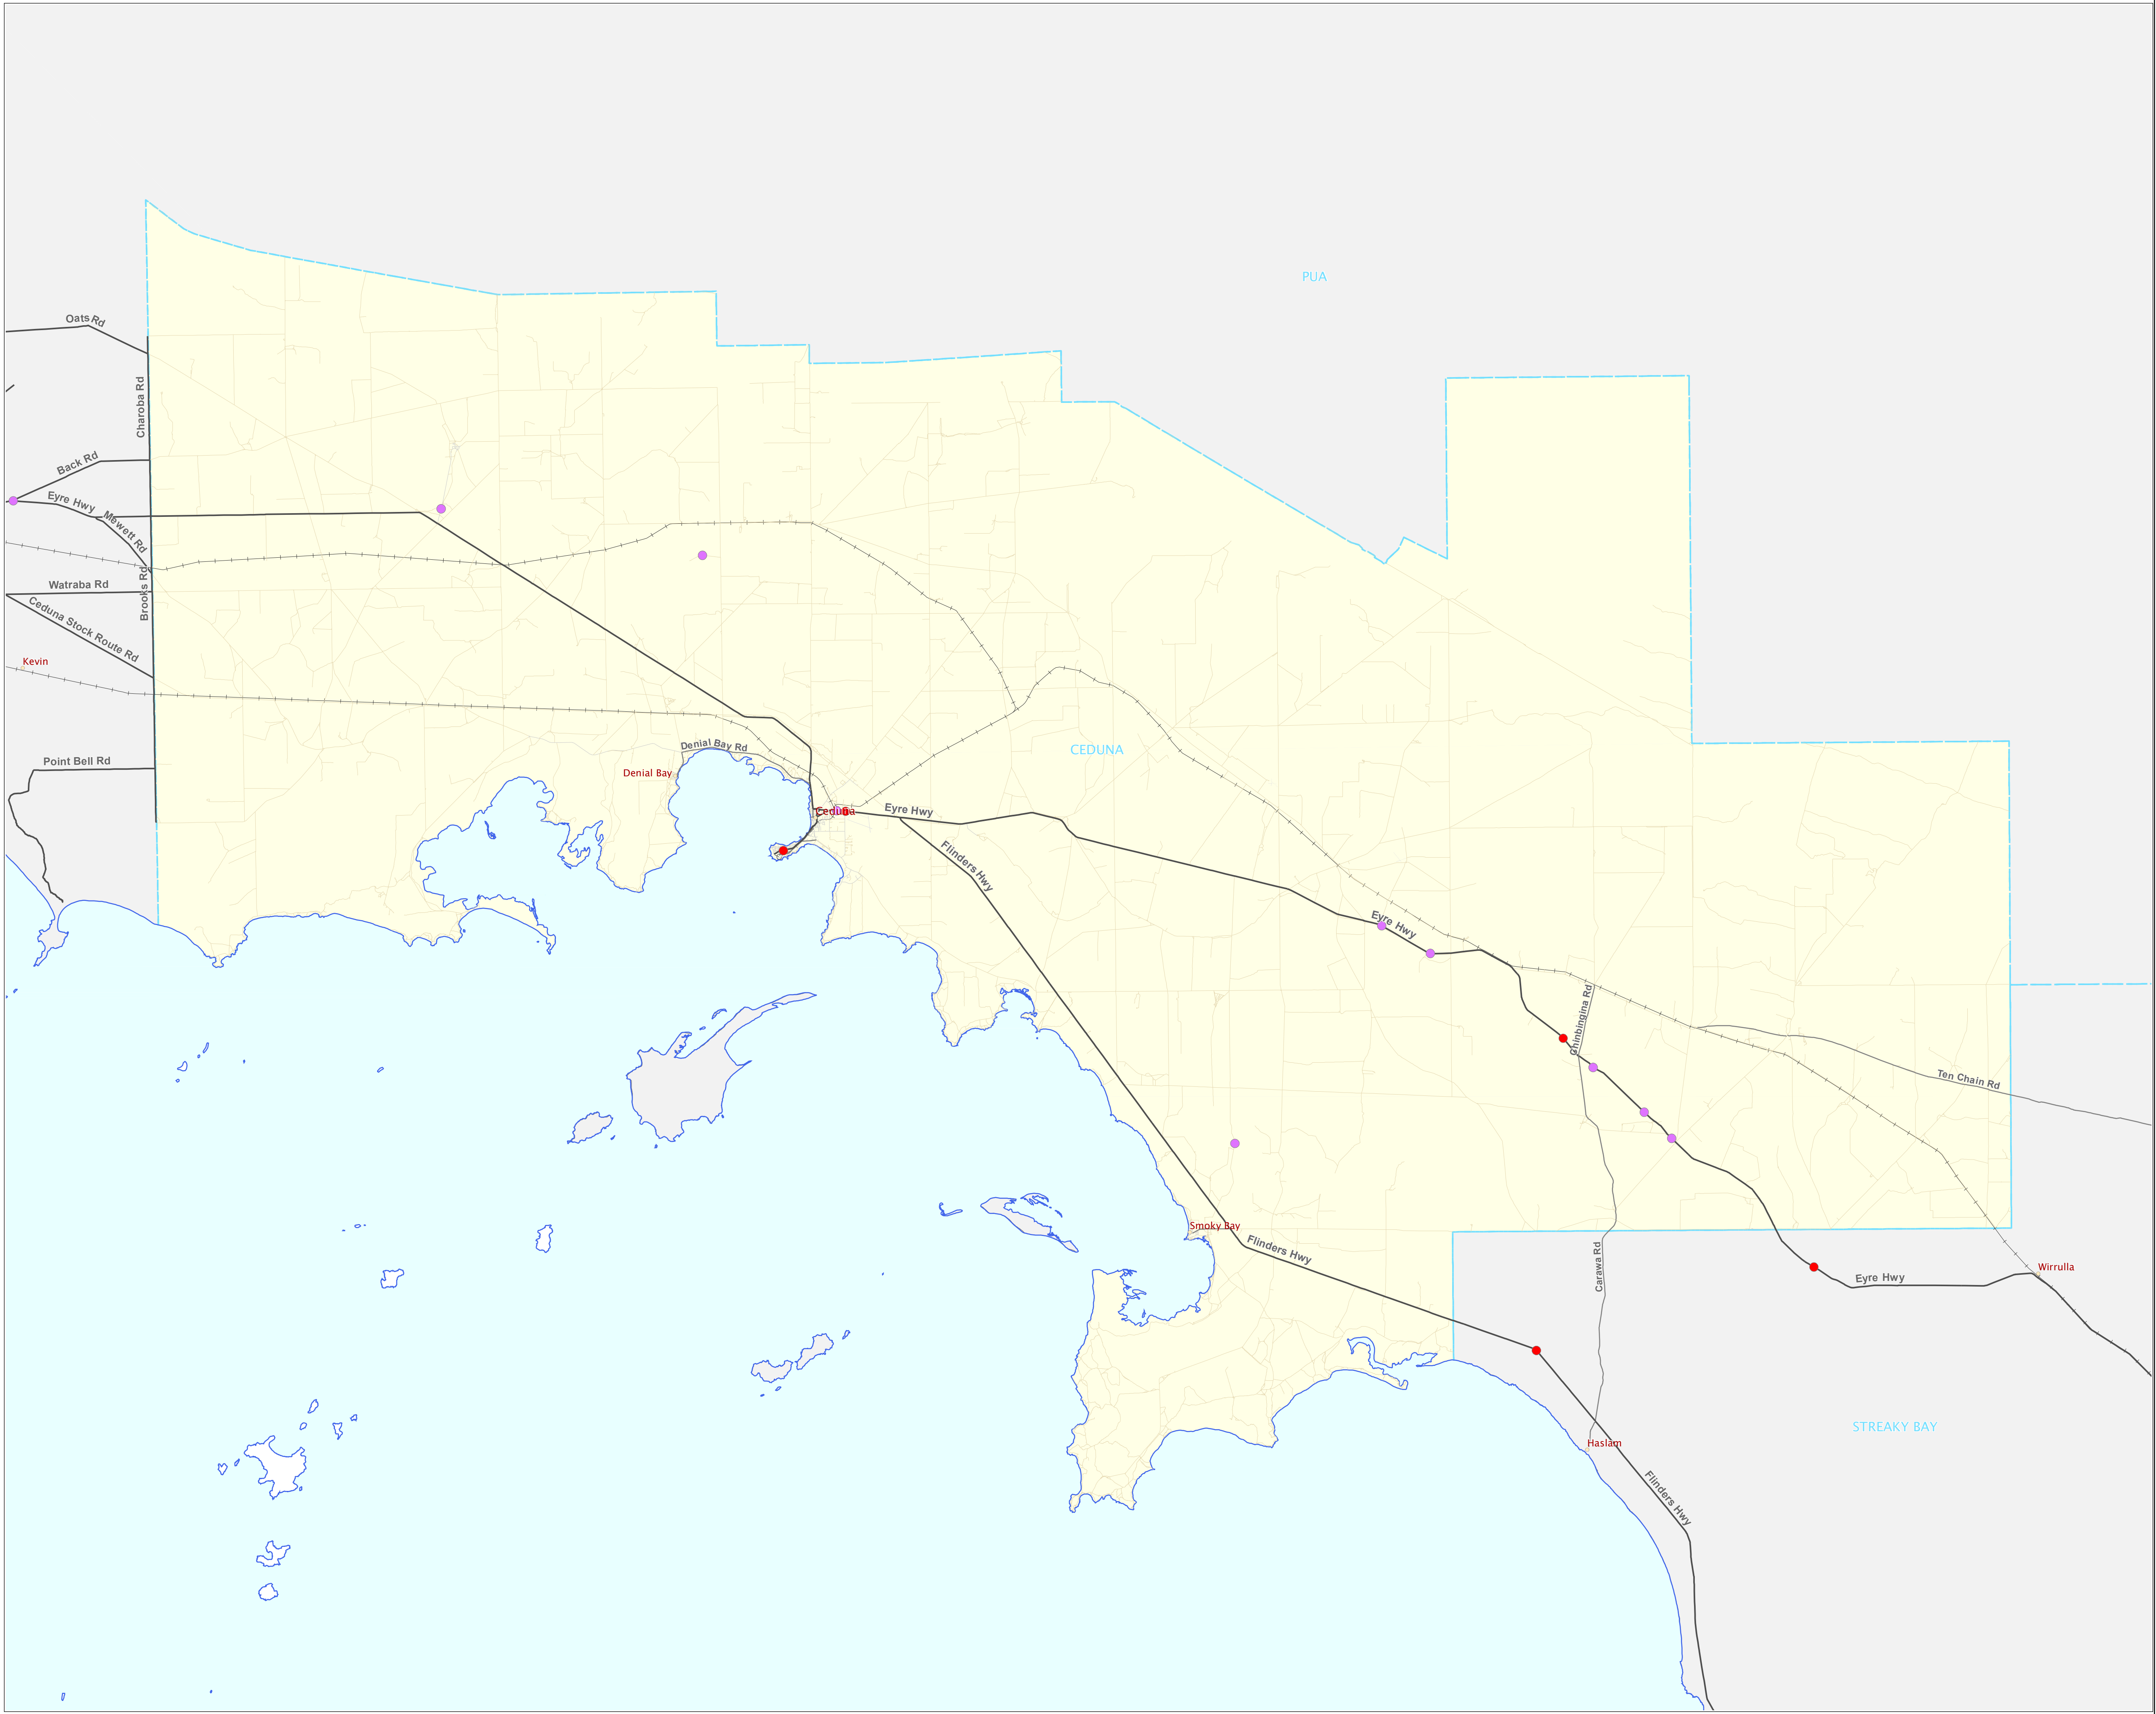 PUA
Oats Rd
Charoba Rd
Back Rd
Eyre Hwy
Mewett Rd
Watraba Rd
Brooks Rd
Ceduna Stock Route Rd
Kevin
Point Bell Rd
Denial Bay Rd
Denial Bay
CEDUNA
Ceduna
Eyre Hwy
Flinders Hwy
Eyre Hwy
Chinbingina Rd
Ten Chain Rd
Smoky Bay
Flinders Hwy
Carawa Rd
Wirrulla
Eyre Hwy
STREAKY BAY
Haslam
Flinders Hwy